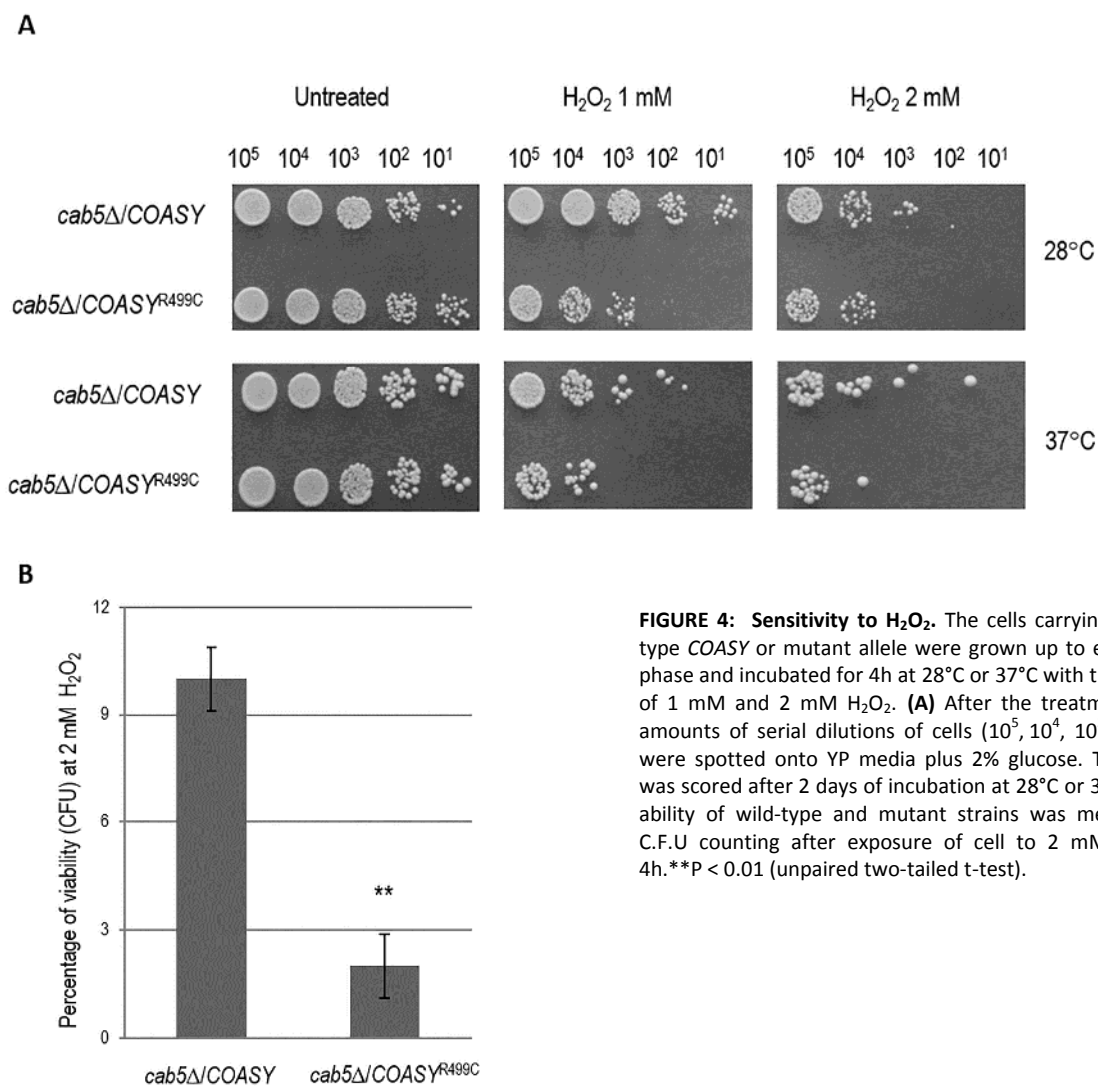 A
Untreated H₂O₂ 1 mM H₂O₂ 2 mM
10⁵ 10⁴ 10³ 10² 10¹ 10⁵ 10⁴ 10³ 10² 10¹ 10⁵ 10⁴ 10³ 10² 10¹
cab5Δ/COASY
28°C
cab5Δ/COASYᴿ⁴⁹⁹ᶜ
cab5Δ/COASY
37°C
cab5Δ/COASYᴿ⁴⁹⁹ᶜ
B
Percentage of viability (CFU) at 2 mM H₂O₂
12
9
6
3
0
**
cab5Δ/COASY cab5Δ/COASYᴿ⁴⁹⁹ᶜ
FIGURE 4: Sensitivity to H₂O₂. The cells carryin
type COASY or mutant allele were grown up to e
phase and incubated for 4h at 28°C or 37°C with t
of 1 mM and 2 mM H₂O₂. (A) After the treatm
amounts of serial dilutions of cells (10⁵, 10⁴, 10
were spotted onto YP media plus 2% glucose. T
was scored after 2 days of incubation at 28°C or 3
ability of wild-type and mutant strains was me
C.F.U counting after exposure of cell to 2 mM
4h.**P < 0.01 (unpaired two-tailed t-test).